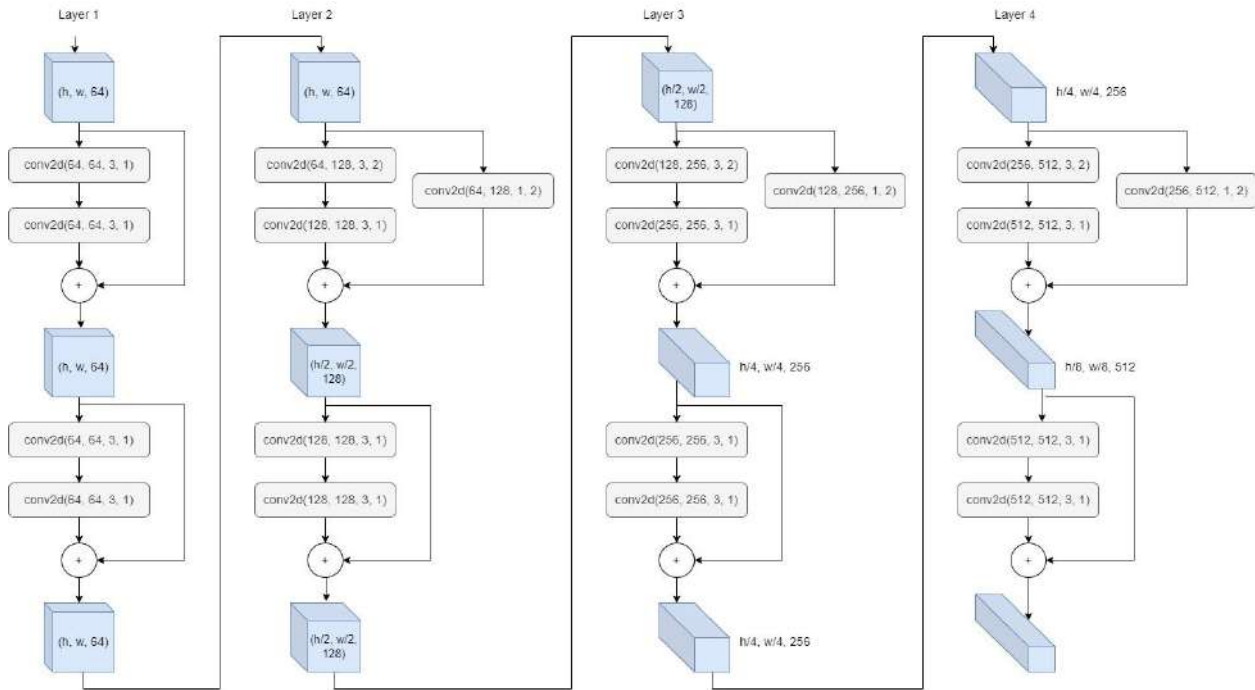 Layer 1
(h, w, 64)
conv2d(64, 64, 3, 1)
conv2d(64, 64, 3, 1)
+
(h, w, 64)
conv2d(64, 64, 3, 1)
conv2d(64, 64, 3, 1)
+
(h, w, 64)
Layer 2
(h, w, 64)
conv2d(64, 128, 3, 2)
conv2d(64, 128, 1, 2)
conv2d(128, 128, 3, 1)
+
(h/2, w/2,
128)
conv2d(128, 128, 3, 1)
conv2d(128, 128, 3, 1)
+
(h/2, w/2,
128)
Layer 3
(h/2, w/2,
128)
conv2d(128, 256, 3, 2)
conv2d(128, 256, 1, 2)
conv2d(256, 256, 3, 1)
+
h/4, w/4, 256
conv2d(256, 256, 3, 1)
conv2d(256, 256, 3, 1)
+
h/4, w/4, 256
Layer 4
h/4, w/4, 256
conv2d(256, 512, 3, 2)
conv2d(256, 512, 1, 2)
conv2d(512, 512, 3, 1)
+
h/8, w/8, 512
conv2d(512, 512, 3, 1)
conv2d(512, 512, 3, 1)
+